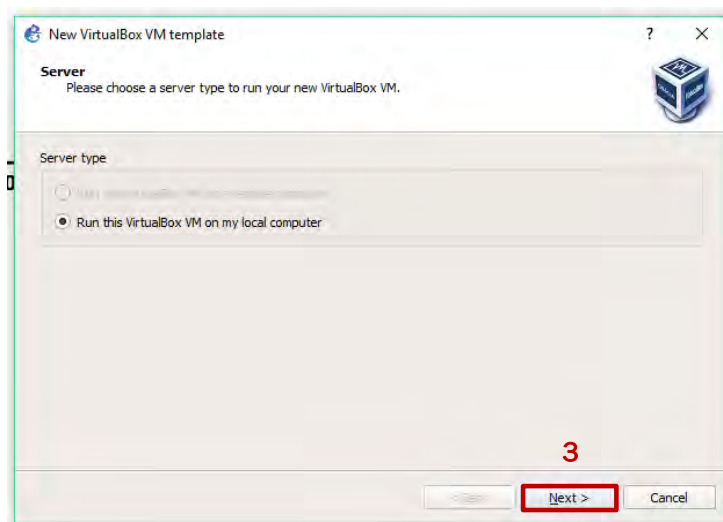 New VirtualBox VM template
? X
Server
Please choose a server type to run your new VirtualBox VM.
Server type
Run this VirtualBox VM on my local computer
3
Next >
Cancel